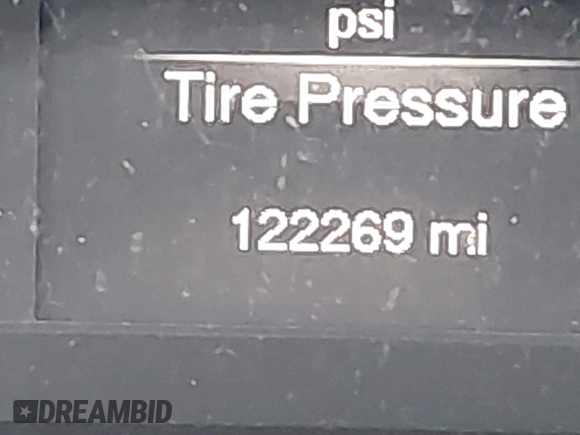 psi
Tire Pressure
122269 mi
DREAMBID